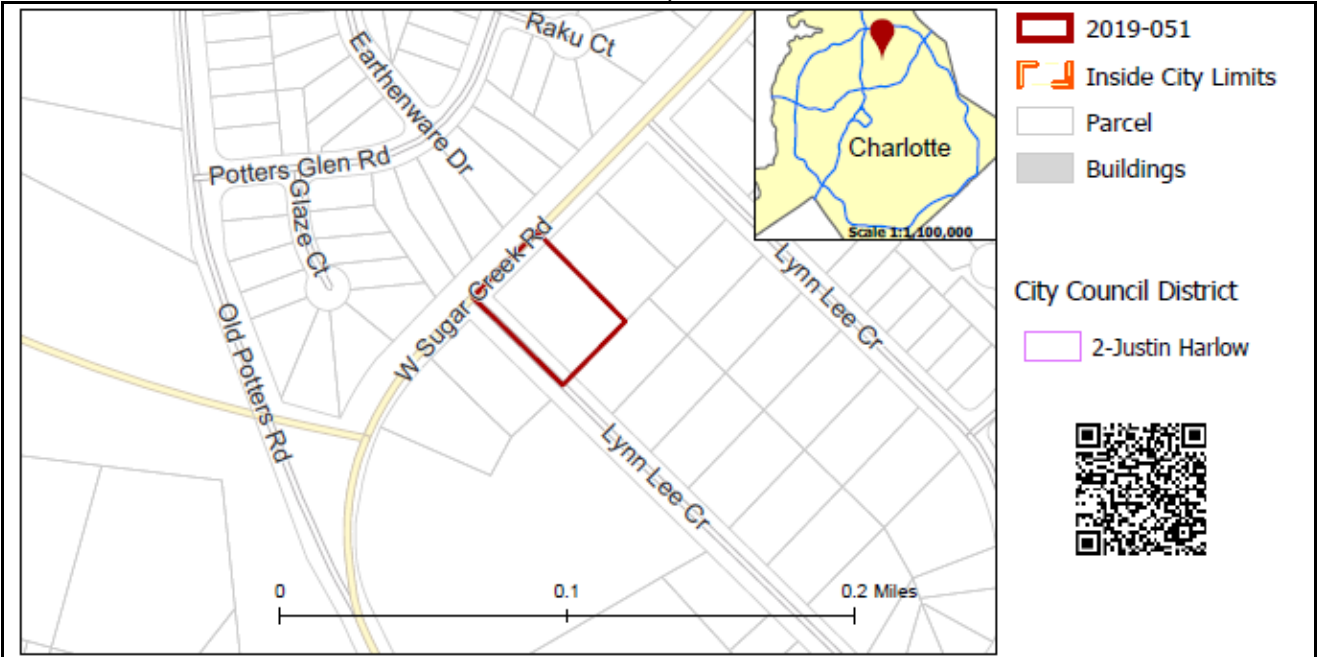 Raku Ct
Earthenware Dr
Potters Glen Rd
Glaze Ct
Old Potters Rd
W Sugar Creek Rd
Lynn Lee Cr
Lynn Lee Cr
0
0.1
0.2 Miles
Charlotte
Scale 1:1,100,000
2019-051
Inside City Limits
Parcel
Buildings
City Council District
2-Justin Harlow